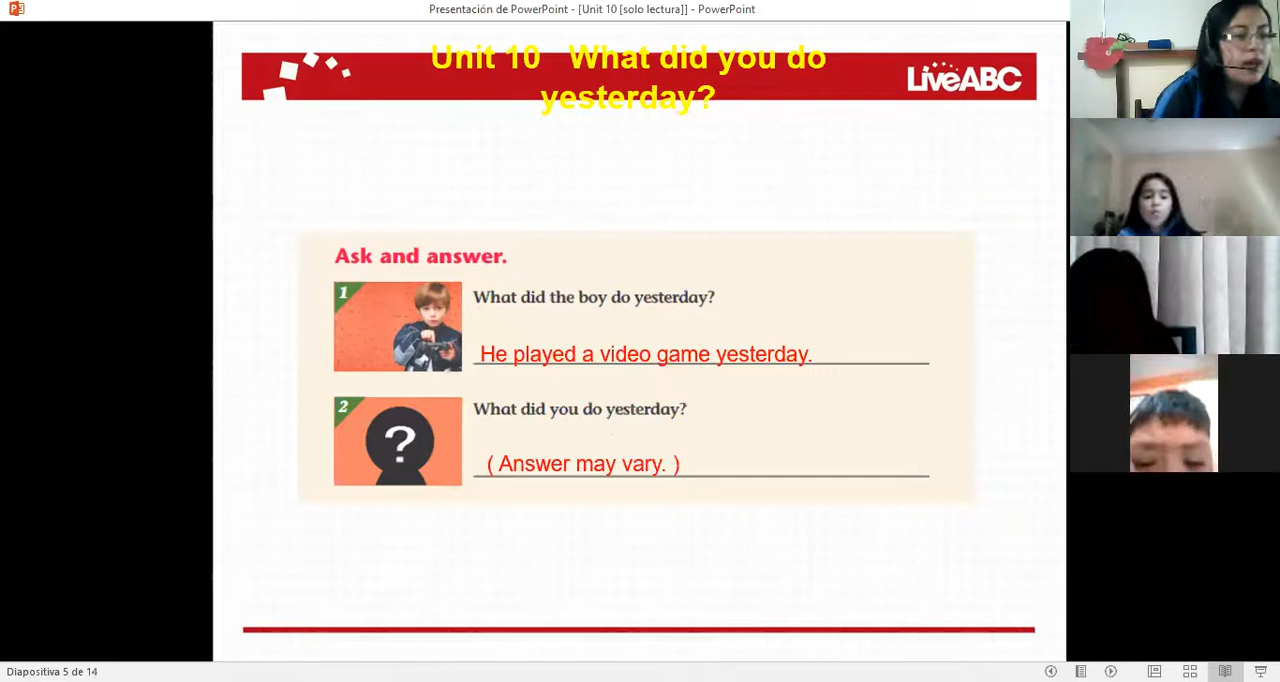 Presentación de PowerPoint - [Unit 10 [solo lectura]] - PowerPoint
Unit 10 What did you do
yesterday?
LiveABC
Ask and answer.
1
What did the boy do yesterday?
He played a video game yesterday.
2
?
What did you do yesterday?
( Answer may vary. )
Diapositiva 5 de 14